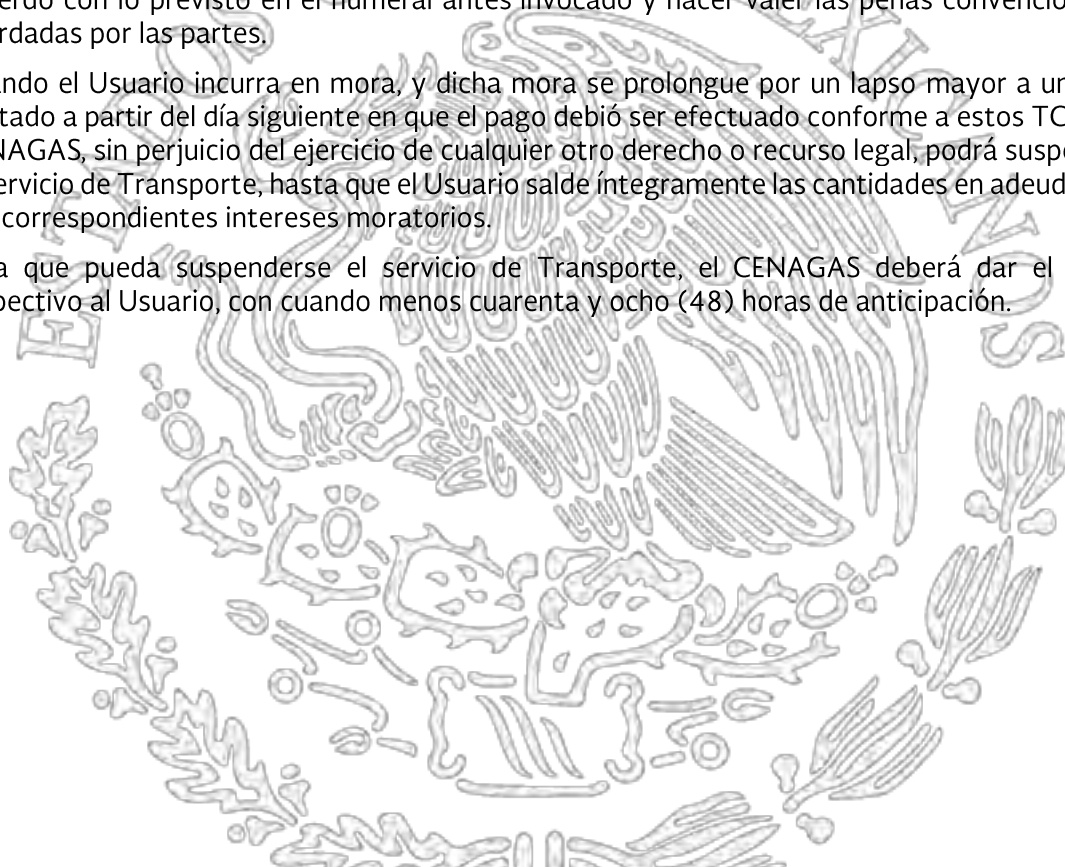 erdo con lo previsto en el numeral antes invocado y hacer valer las penas convencio
rdadas por las partes.
ndo el Usuario incurra en mora, y dicha mora se prolongue por un lapso mayor a un
tado a partir del día siguiente en que el pago debió ser efectuado conforme a estos TC
NAGAS, sin perjuicio del ejercicio de cualquier otro derecho o recurso legal, podrá susp
ervicio de Transporte, hasta que el Usuario salde íntegramente las cantidades en adeud
correspondientes intereses moratorios.
a que pueda suspenderse el servicio de Transporte, el CENAGAS deberá dar el
pectivo al Usuario, con cuando menos cuarenta y ocho (48) horas de anticipación.
ESTADOS
EXICANOS